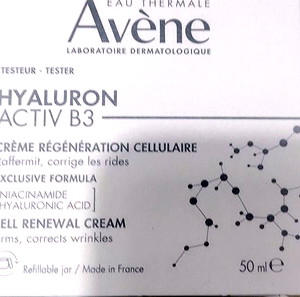 EAU THERMALE
Avène
LABORATOIRE DERMATOLOGIQUE
TESTEUR - TESTER
HYALURON
ACTIV B3
CRÈME RÉGÉNÉRATION CELLULAIRE
affermit, corrige les rides
EXCLUSIVE FORMULA
NIACINAMIDE
HYALURONIC ACID
ELL RENEWAL CREAM
rms, corrects wrinkles
Refillable jar / Made in France
50 ml e